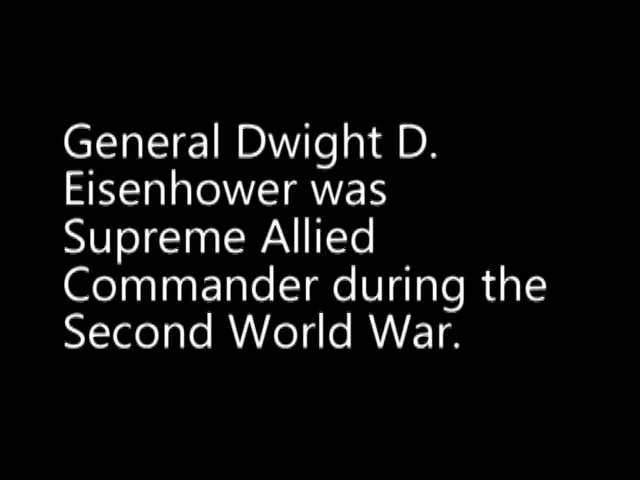 General Dwight D.
Eisenhower was
Supreme Allied
Commander during the
Second World War.